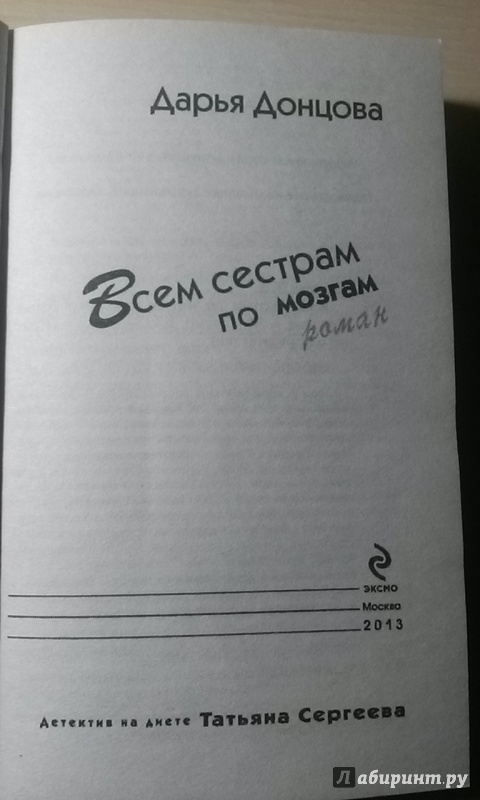 Дарья Донцова
Всем сестрам
по мозгам
роман
эксмо
Москва
2013
Детектив на диете Татьяна Сергеева
Лабиринт.ру